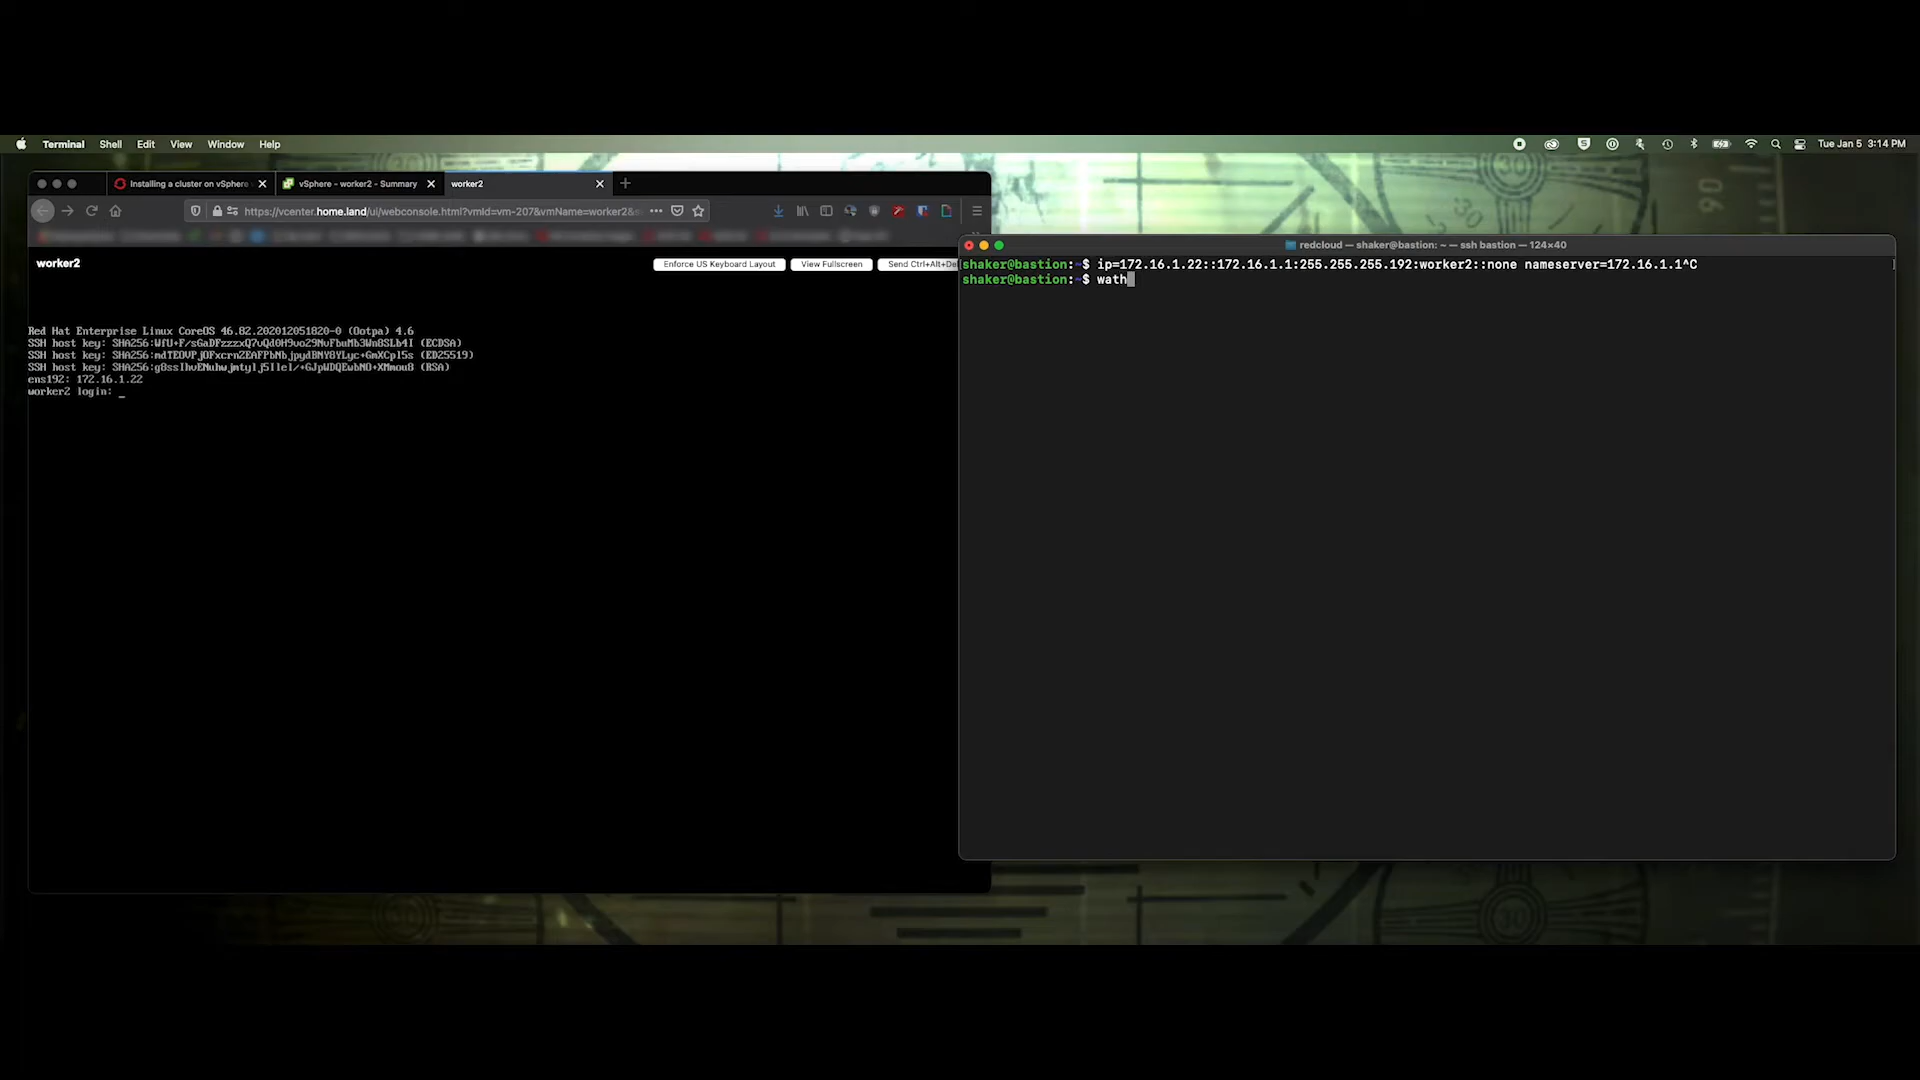 Terminal Shell Edit View Window Help
Tue Jan 5 3:14 PM
Installing a cluster on vSphere
vSphere - worker2 - Summary
worker2
https://vcenter.home.land/ui/webconsole.html?vmId=vm-207&vmName=worker2&s
worker2
Enforce US Keyboard Layout
View Fullscreen
Send Ctrl+Alt+De
redcloud — shaker@bastion: ~ — ssh bastion — 124×40
shaker@bastion:~$ ip=172.16.1.22::172.16.1.1:255.255.255.192:worker2::none nameserver=172.16.1.1^C
shaker@bastion:~$ wath
Red Hat Enterprise Linux CoreOS 46.82.202012051820-0 (Ootpa) 4.6
SSH host key: (ECDSA)
SSH host key: (ED25519)
SSH host key: (RSA)
ens192: 172.16.1.22
worker2 login: _